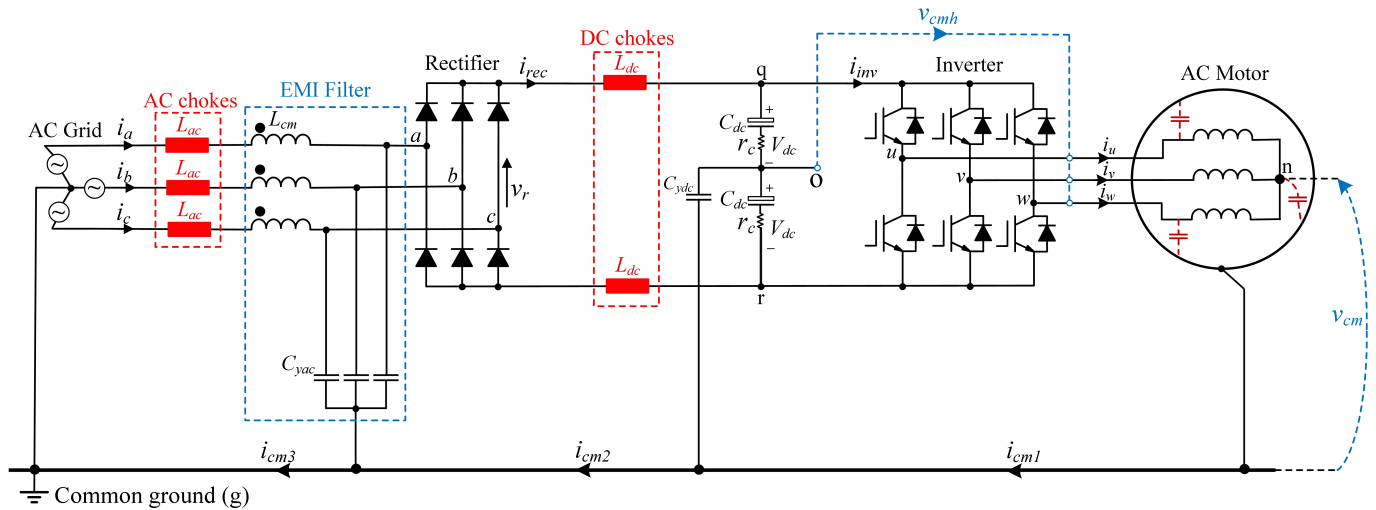 v_cmh
DC chokes
Rectifier
i_rec
L_dc
q
i_inv
Inverter
AC Motor
EMI Filter
AC chokes
AC Grid
i_a
L_ac
L_cm
a
+
C_dc
r_c
V_dc
–
u
i_u
n
i_b
L_ac
b
v_r
C_ydc
o
v
i_v
i_c
L_ac
c
+
C_dc
r_c
V_dc
–
w
i_w
L_dc
r
v_cm
C_yac
i_cm3
i_cm2
i_cm1
Common ground (g)